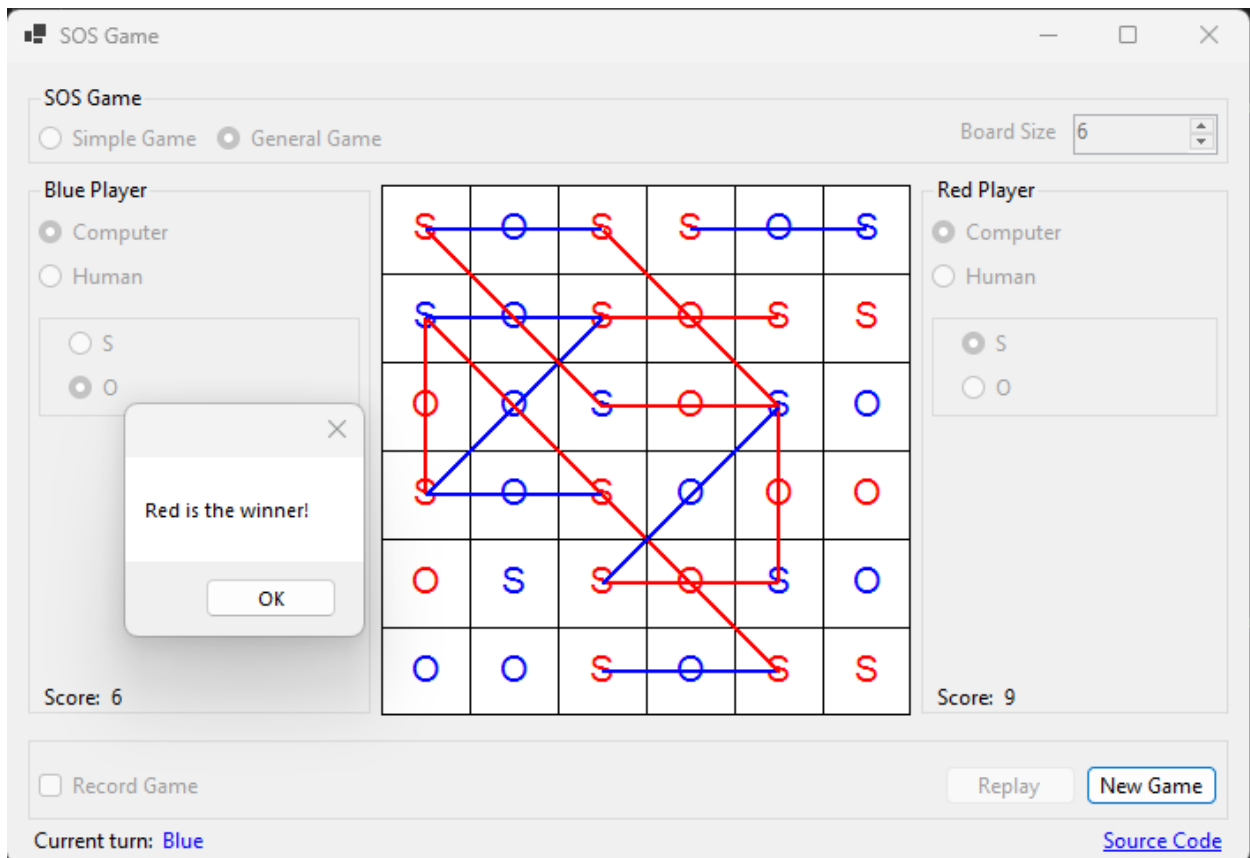 SOS Game
SOS Game
Simple Game General Game Board Size 6
Blue Player
Computer
Human
S
O
Red is the winner!
OK
Score: 6
S O S S O S
S O S O S S
O O S O S O
S O S O O O
O S S O S O
O O S O S S
Red Player
Computer
Human
S
O
Score: 9
Record Game Replay New Game
Current turn: Blue Source Code